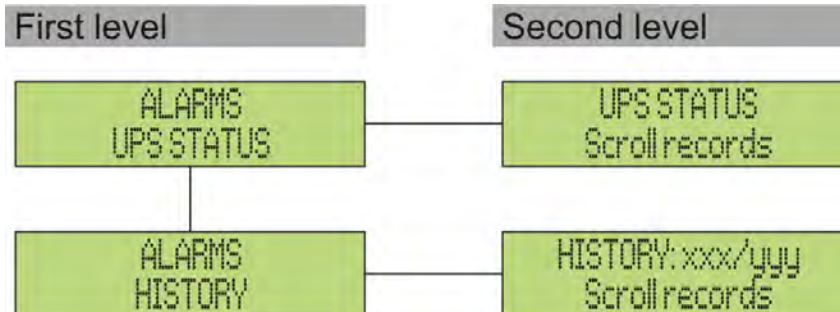 First level
Second level
ALARMS
UPS STATUS
UPS STATUS
Scroll records
ALARMS
HISTORY
HISTORY: xxx/yyy
Scroll records